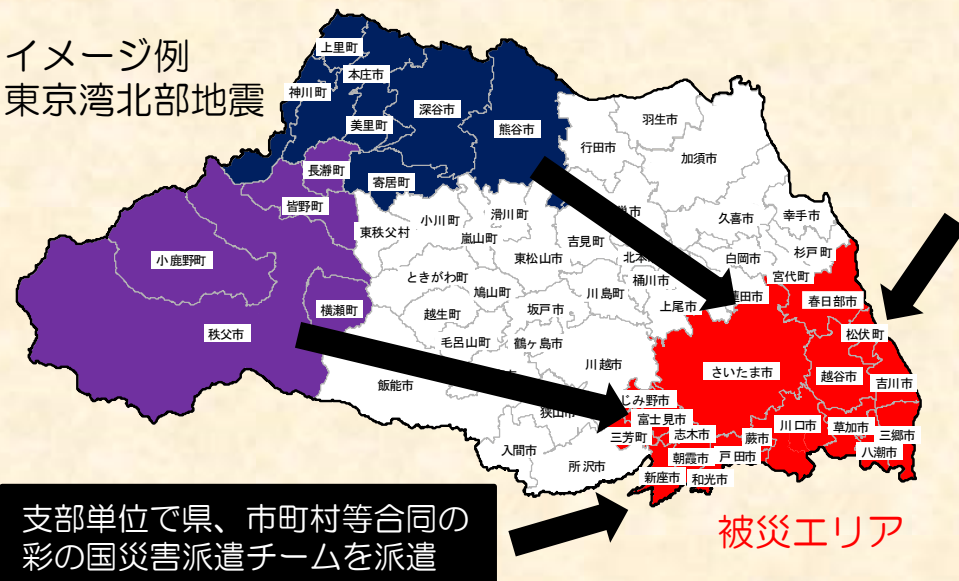 イメージ例
東京湾北部地震
上里町
本庄市
神川町
深谷市
美里町
熊谷市
羽生市
行田市
加須市
長瀞町
寄居町
皆野町
小川町
滑川町
久喜市
幸手市
東秩父村
嵐山町
吉見町
小鹿野町
東松山市
白岡市
杉戸町
ときがわ町
桶川市
宮代町
鳩山町
川島町
上尾市
蓮田市
春日部市
横瀬町
越生町
坂戸市
秩父市
松伏町
毛呂山町
鶴ヶ島市
川越市
さいたま市
越谷市
吉川市
飯能市
じみ野市
狭山市
富士見市
川口市
草加市
三芳町
志木市
蕨市
三郷市
入間市
朝霞市
戸田市
八潮市
所沢市
新座市
和光市
支部単位で県、市町村等合同の
彩の国災害派遣チームを派遣
被災エリア